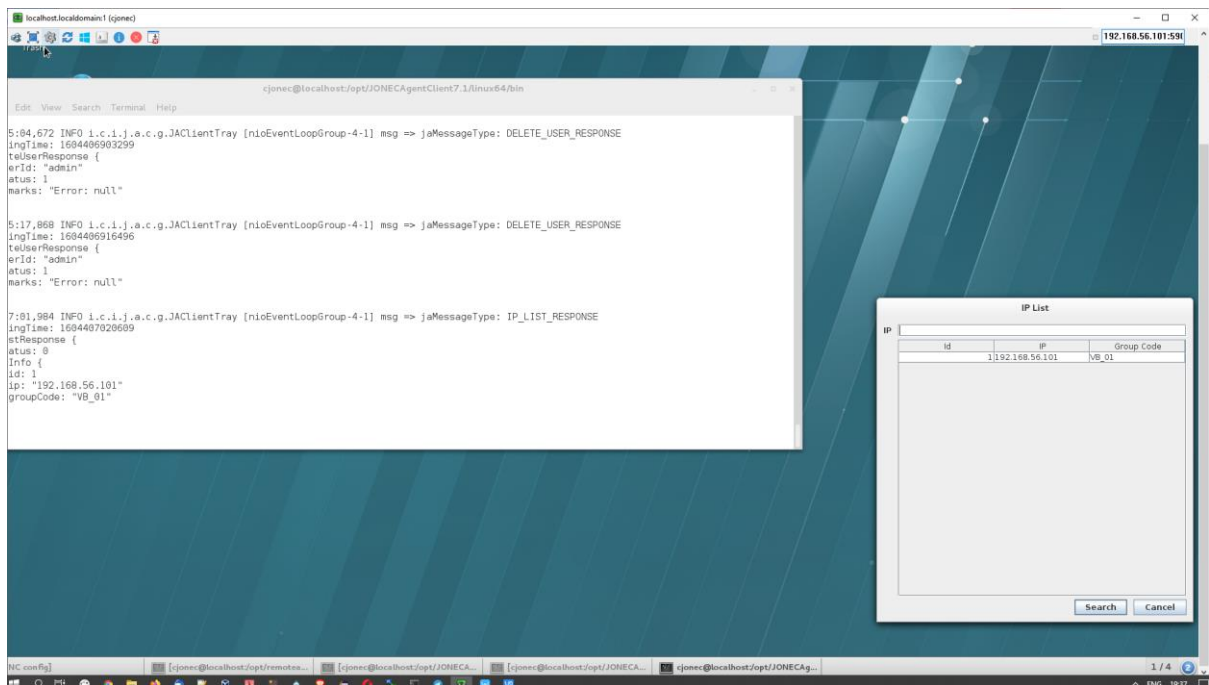 localhost.localdomain:1 (cjonec)
192.168.56.101:590
Trash
cjonec@localhost:/opt/JONECAgentClient7.1/linux64/bin
Edit View Search Terminal Help
5:04,672 INFO i.c.i.j.a.c.g.JAClientTray [nioEventLoopGroup-4-1] msg => jaMessageType: DELETE_USER_RESPONSE
ingTime: 1604406903299
teUserResponse {
erId: "admin"
atus: 1
marks: "Error: null"
5:17,868 INFO i.c.i.j.a.c.g.JAClientTray [nioEventLoopGroup-4-1] msg => jaMessageType: DELETE_USER_RESPONSE
ingTime: 1604406916496
teUserResponse {
erId: "admin"
atus: 1
marks: "Error: null"
7:01,984 INFO i.c.i.j.a.c.g.JAClientTray [nioEventLoopGroup-4-1] msg => jaMessageType: IP_LIST_RESPONSE
ingTime: 1604407020609
stResponse {
atus: 0
Info {
id: 1
ip: "192.168.56.101"
groupCode: "VB_01"
IP List
IP
Id IP Group Code
1 192.168.56.101 VB_01
Search Cancel
NC config] [cjonec@localhost:/opt/remotea... [cjonec@localhost:/opt/JONECA... [cjonec@localhost:/opt/JONECA... cjonec@localhost:/opt/JONECAg... 1 / 4 2
ENG 19:37